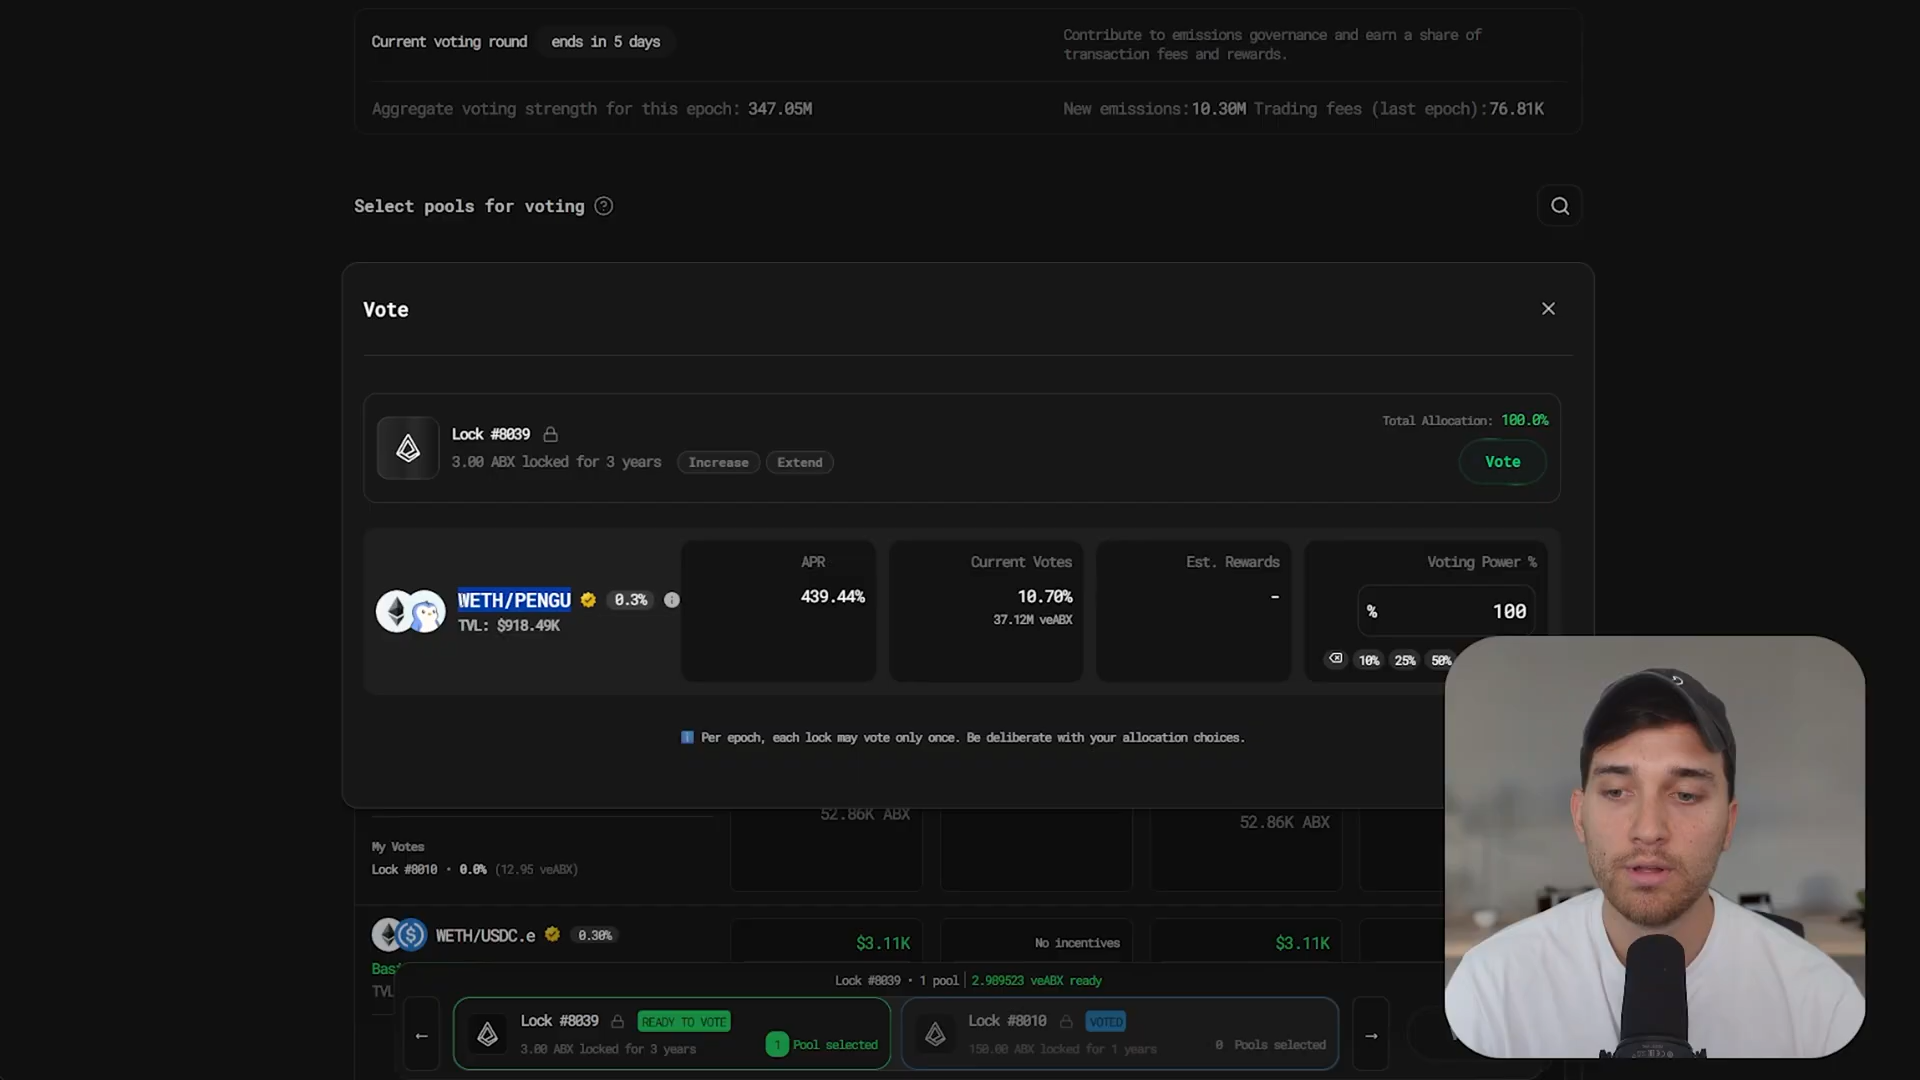 Current voting round ends in 5 days
Contribute to emissions governance and earn a share of
transaction fees and rewards.
Aggregate voting strength for this epoch: 347.05M
New emissions:10.30M Trading fees (last epoch):76.81K
Select pools for voting ?
Vote
Lock #8039
3.00 ABX locked for 3 years Increase Extend
Total Allocation: 100.0%
Vote
WETH/PENGU 0.3%
TVL: $918.49K
APR
439.44%
Current Votes
10.70%
37.12M veABX
Est. Rewards
-
Voting Power %
% 100
10% 25% 50%
Per epoch, each lock may vote only once. Be deliberate with your allocation choices.
52.86K ABX
52.86K ABX
My Votes
Lock #8010 • 0.0% (12.95 veABX)
WETH/USDC.e 0.30%
$3.11K
No incentives
$3.11K
TVL
Lock #8039 • 1 pool | 2.989523 veABX ready
←
Lock #8039 READY TO VOTE
3.00 ABX locked for 3 years
1 Pool selected
Lock #8010 VOTED
150.00 ABX locked for 1 years
0 Pools selected
→